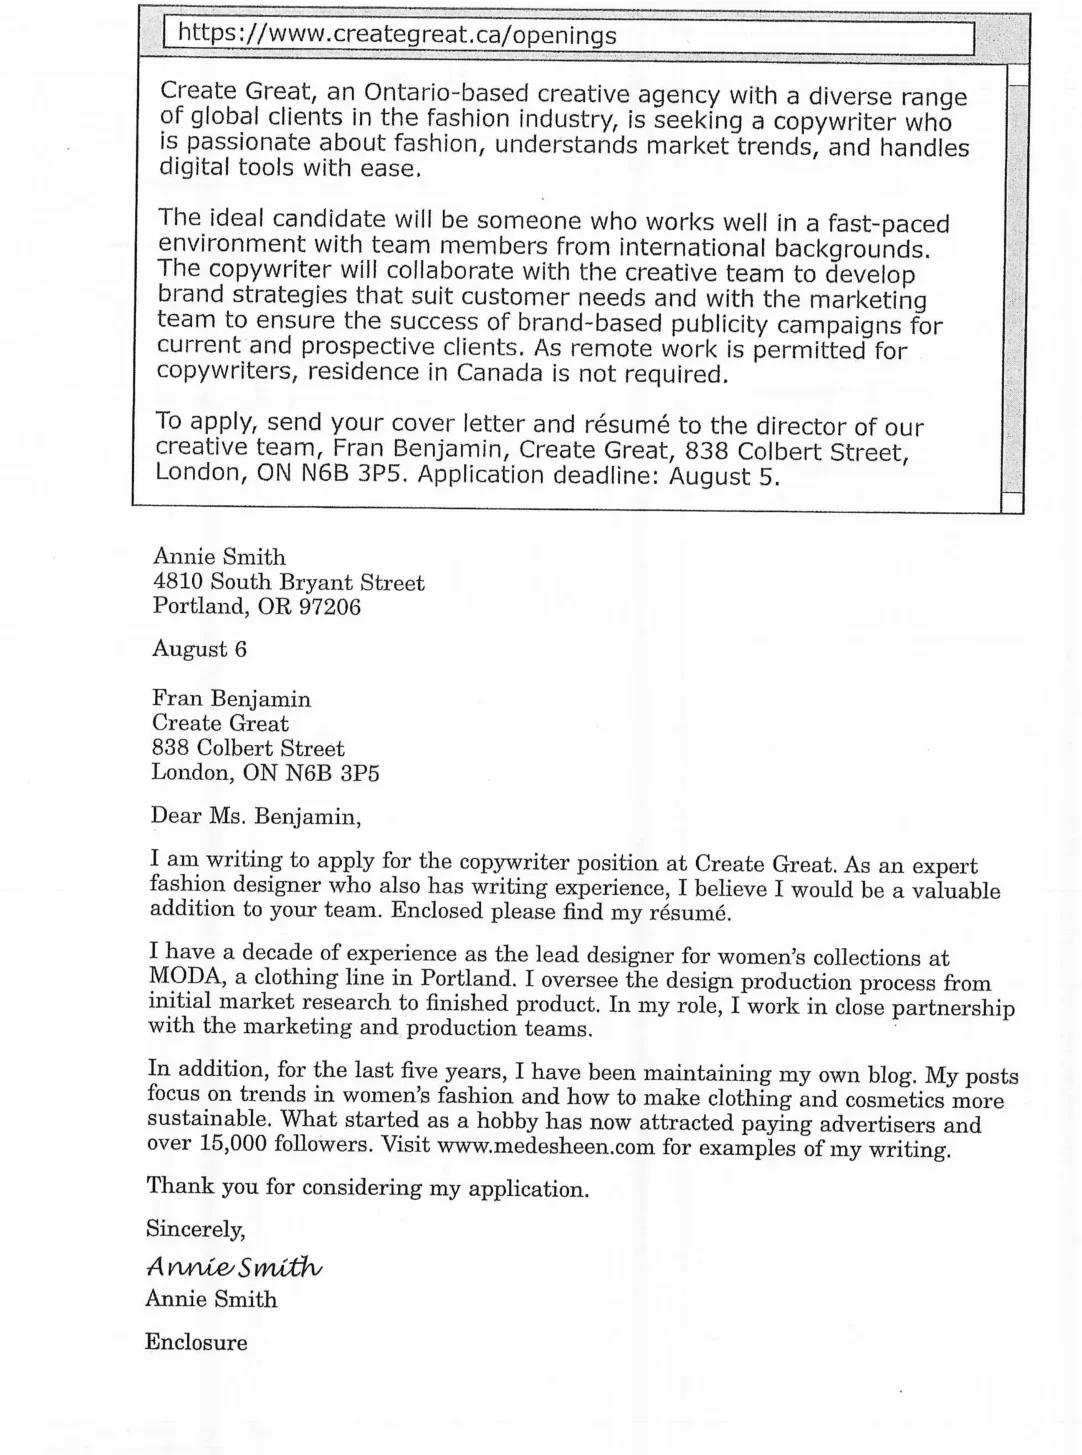 https://www.creategreat.ca/openings
Create Great, an Ontario-based creative agency with a diverse range
of global clients in the fashion industry, is seeking a copywriter who
is passionate about fashion, understands market trends, and handles
digital tools with ease.
The ideal candidate will be someone who works well in a fast-paced
environment with team members from international backgrounds.
The copywriter will collaborate with the creative team to develop
brand strategies that suit customer needs and with the marketing
team to ensure the success of brand-based publicity campaigns for
current and prospective clients. As remote work is permitted for
copywriters, residence in Canada is not required.
To apply, send your cover letter and résumé to the director of our
creative team, Fran Benjamin, Create Great, 838 Colbert Street,
London, ON N6B 3P5. Application deadline: August 5.
Annie Smith
4810 South Bryant Street
Portland, OR 97206
August 6
Fran Benjamin
Create Great
838 Colbert Street
London, ON N6B 3P5
Dear Ms. Benjamin,
I am writing to apply for the copywriter position at Create Great. As an expert
fashion designer who also has writing experience, I believe I would be a valuable
addition to your team. Enclosed please find my résumé.
I have a decade of experience as the lead designer for women's collections at
MODA, a clothing line in Portland. I oversee the design production process from
initial market research to finished product. In my role, I work in close partnership
with the marketing and production teams.
In addition, for the last five years, I have been maintaining my own blog. My posts
focus on trends in women's fashion and how to make clothing and cosmetics more
sustainable. What started as a hobby has now attracted paying advertisers and
over 15,000 followers. Visit www.medesheen.com for examples of my writing.
Thank you for considering my application.
Sincerely,
Annie Smith
Annie Smith
Enclosure